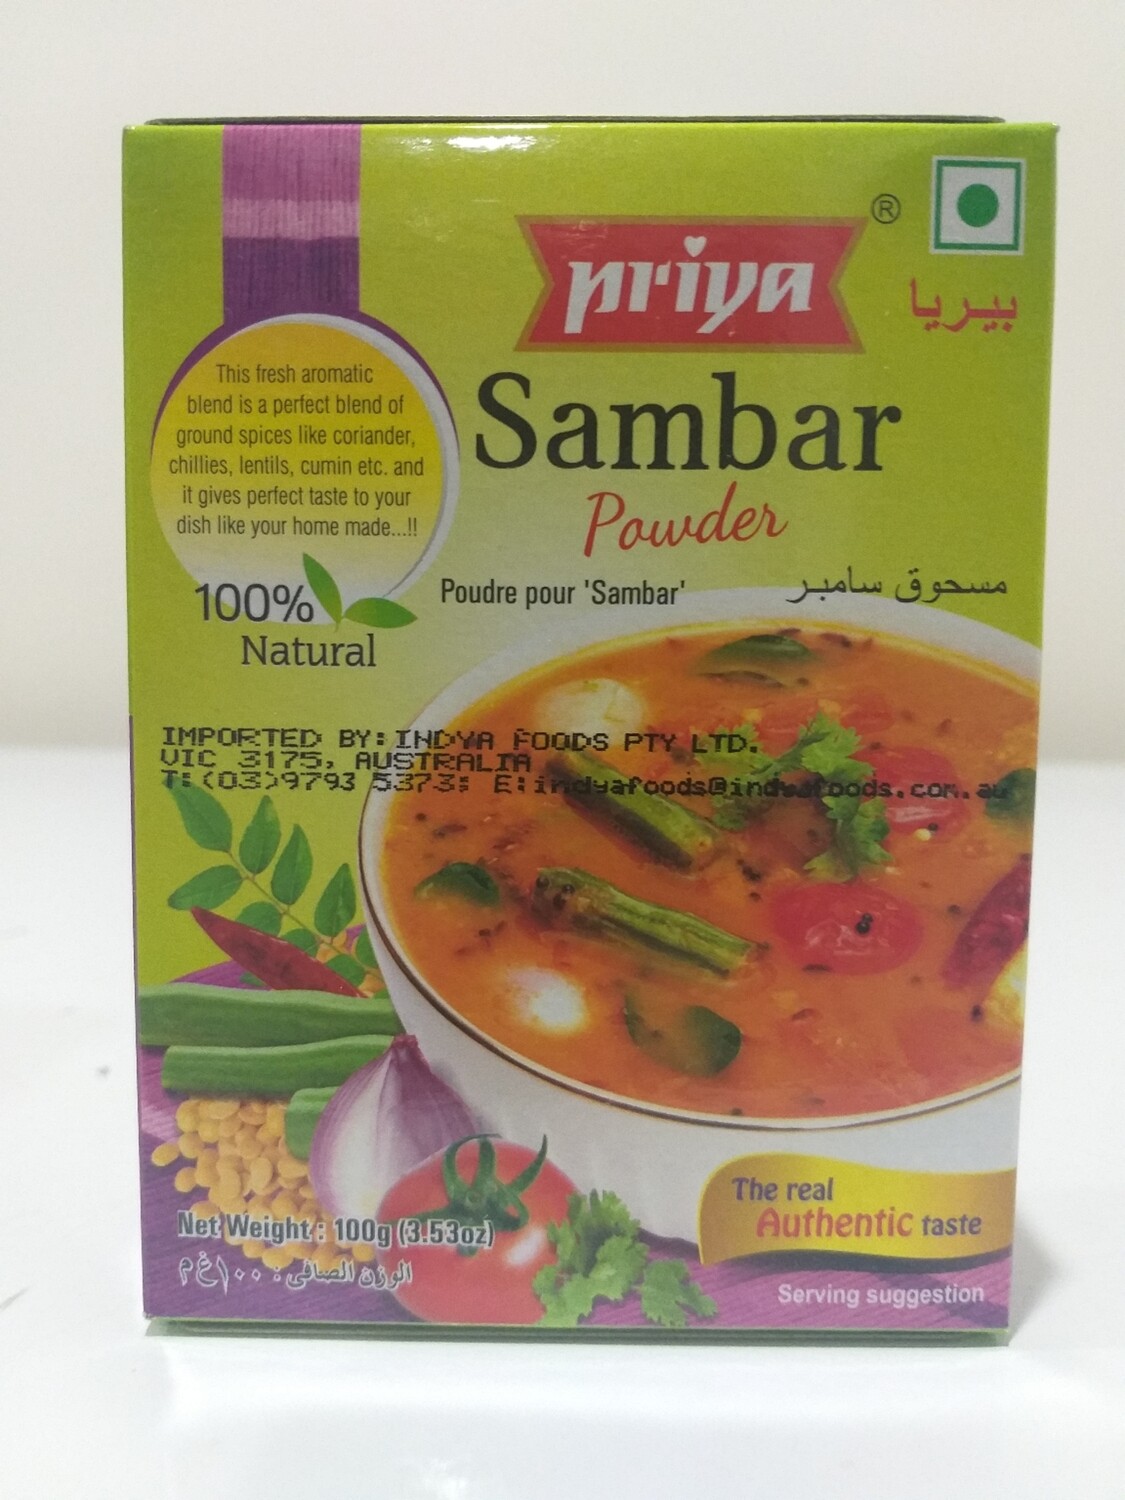 priya ®
بيريا
Sambar
Powder
Poudre pour 'Sambar'
مسحوق سامبر
This fresh aromatic
blend is a perfect blend of
ground spices like coriander,
chillies, lentils, cumin etc. and
it gives perfect taste to your
dish like your home made...!!
100%
Natural
IMPORTED BY: INDYA FOODS PTY LTD.
VIC 3175, AUSTRALIA
T: (03)9793 5373; E: indyafoods@indyafoods.com.au
The real
Authentic taste
Net Weight : 100g (3.53oz)
الوزن الصافى : ١٠٠غ م
Serving suggestion